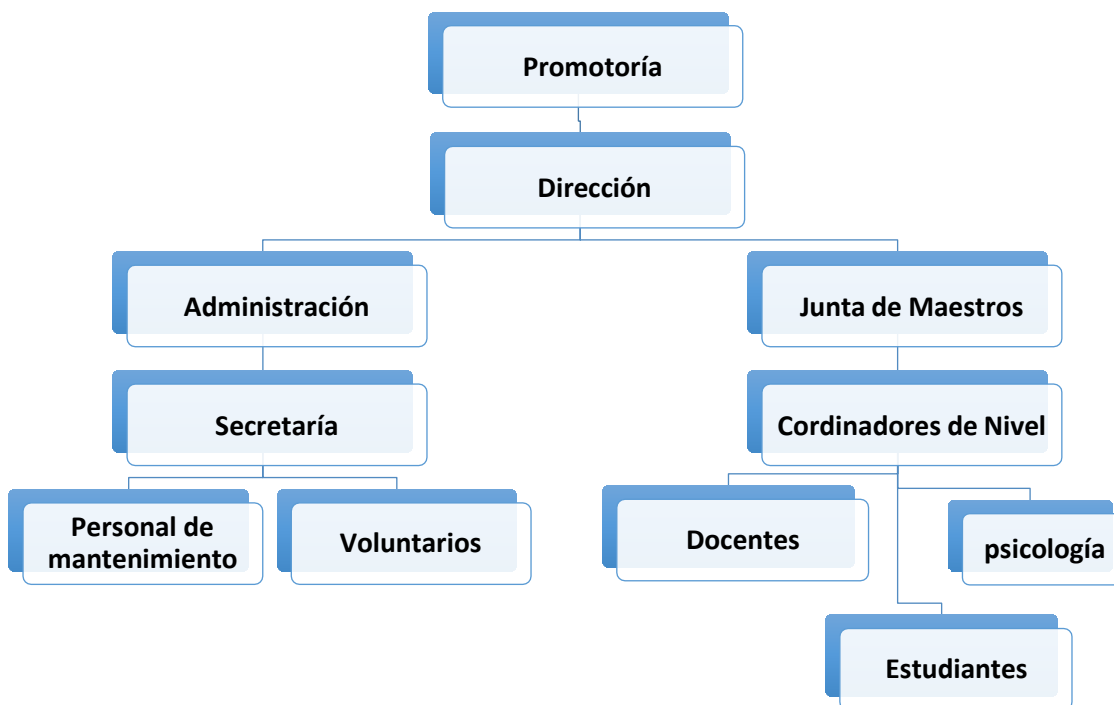 Promotoría
Dirección
Administración
Junta de Maestros
Secretaría
Cordinadores de Nivel
Personal de
mantenimiento
Voluntarios
Docentes
psicología
Estudiantes